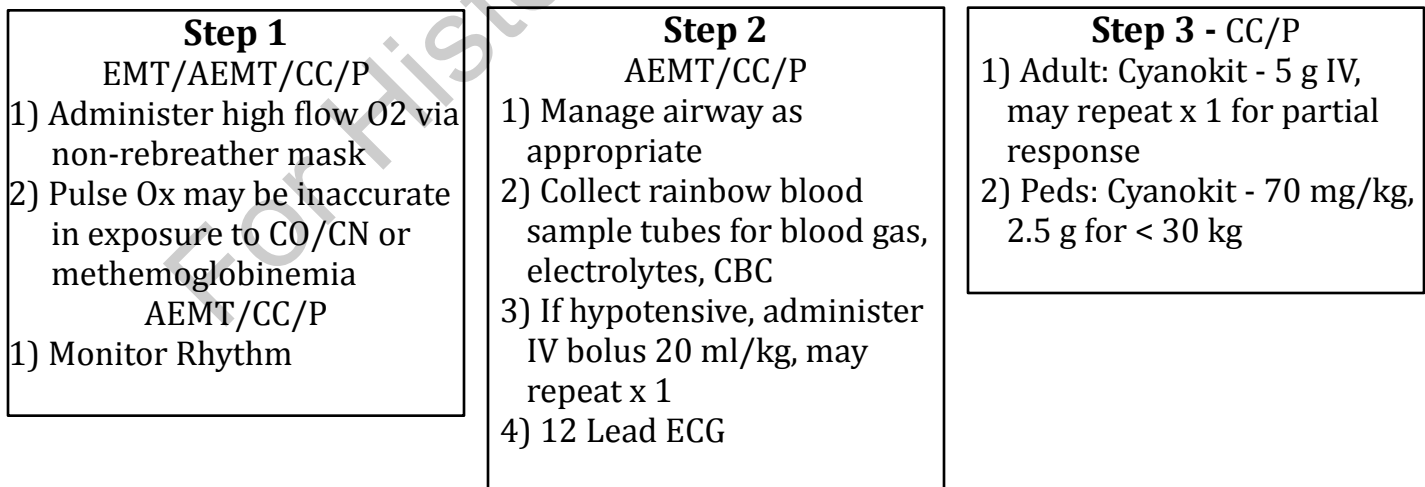 Step 1
EMT/AEMT/CC/P
1) Administer high flow O2 via
non-rebreather mask
2) Pulse Ox may be inaccurate
in exposure to CO/CN or
methemoglobinemia
AEMT/CC/P
1) Monitor Rhythm
Step 2
AEMT/CC/P
1) Manage airway as
appropriate
2) Collect rainbow blood
sample tubes for blood gas,
electrolytes, CBC
3) If hypotensive, administer
IV bolus 20 ml/kg, may
repeat x 1
4) 12 Lead ECG
Step 3 - CC/P
1) Adult: Cyanokit - 5 g IV,
may repeat x 1 for partial
response
2) Peds: Cyanokit - 70 mg/kg,
2.5 g for < 30 kg
For